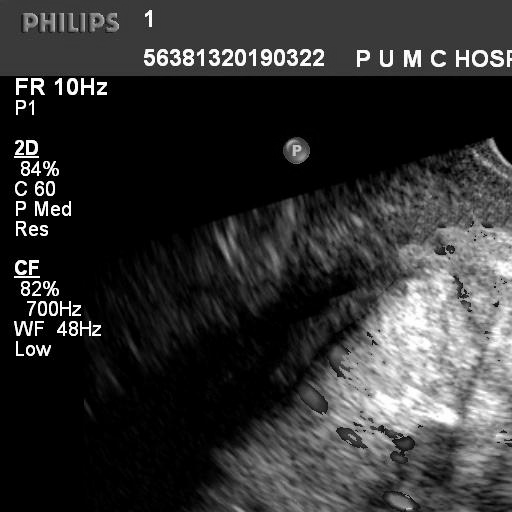 PHILIPS 1
56381320190322 P U M C HOSP
FR 10Hz
P1
P
2D
84%
C 60
P Med
Res
CF
82%
700Hz
WF 48Hz
Low